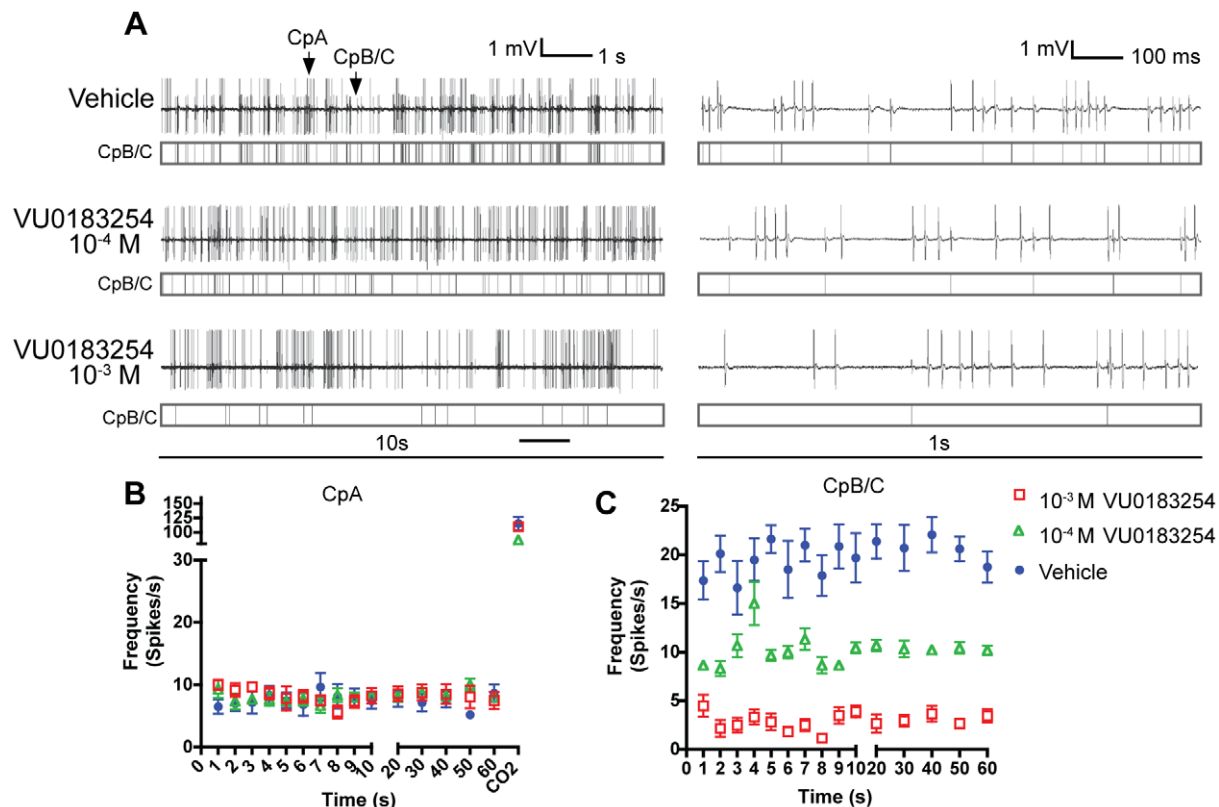 A
CpA
CpB/C
1 mV 1 s
1 mV 100 ms
Vehicle
CpB/C
VU0183254
10⁻⁴ M
CpB/C
VU0183254
10⁻³ M
CpB/C
10s
1s
B
CpA
150
125
100
30
20
10
0
Frequency
(Spikes/s)
0 1 2 3 4 5 6 7 8 9 10 20 30 40 50 60 CO2
Time (s)
C
CpB/C
25
20
15
10
5
0
Frequency
(Spikes/s)
0 1 2 3 4 5 6 7 8 9 10 20 30 40 50 60
Time (s)
10⁻³ M VU0183254
10⁻⁴ M VU0183254
Vehicle